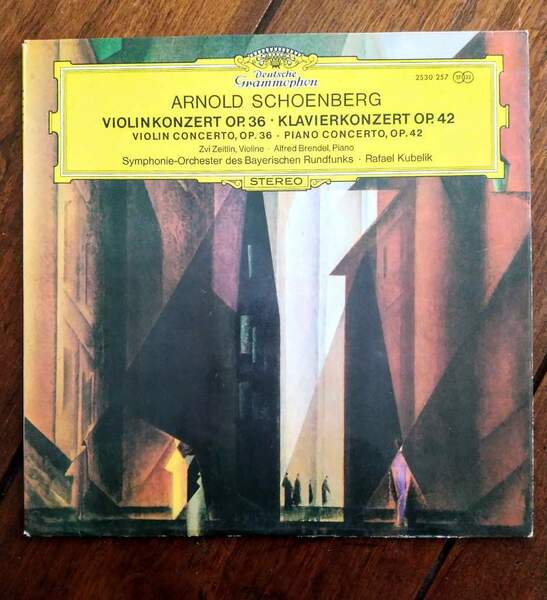 Deutsche
Grammophon
2530 257
ARNOLD SCHOENBERG
VIOLINKONZERT OP. 36 · KLAVIERKONZERT OP. 42
VIOLIN CONCERTO, OP. 36 · PIANO CONCERTO, OP. 42
Zvi Zeitlin, Violine · Alfred Brendel, Piano
Symphonie-Orchester des Bayerischen Rundfunks · Rafael Kubelik
STEREO